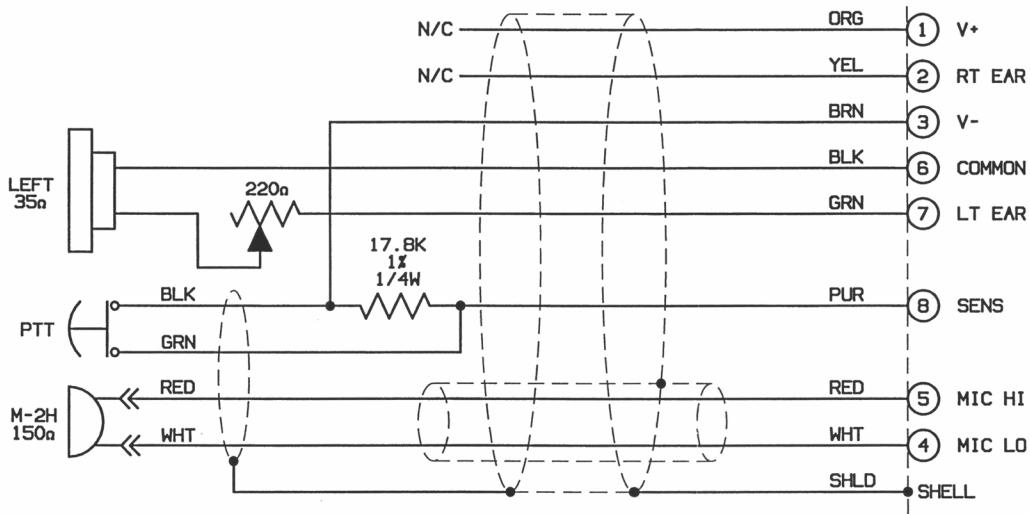 N/C ORG 1 V+
N/C YEL 2 RT EAR
BRN 3 V-
BLK 6 COMMON
LEFT
35Ω
220Ω
GRN 7 LT EAR
17.8K
1%
1/4W
BLK
PUR 8 SENS
PTT
GRN
RED RED 5 MIC HI
M-2H
150Ω
WHT WHT 4 MIC LO
SHLD SHELL